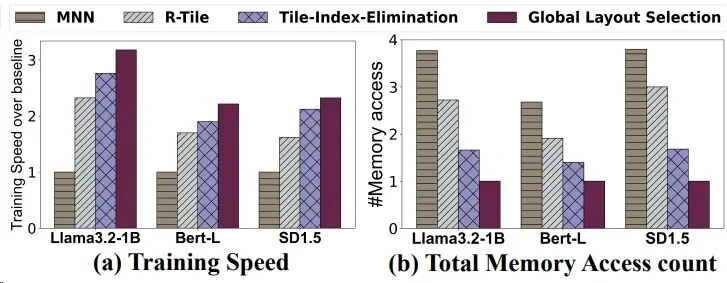 MNN R-Tile Tile-Index-Elimination Global Layout Selection
Training Speed over baseline
3
2
1
0
Llama3.2-1B Bert-L SD1.5
(a) Training Speed
#Memory access
4
3
2
1
0
Llama3.2-1B Bert-L SD1.5
(b) Total Memory Access count